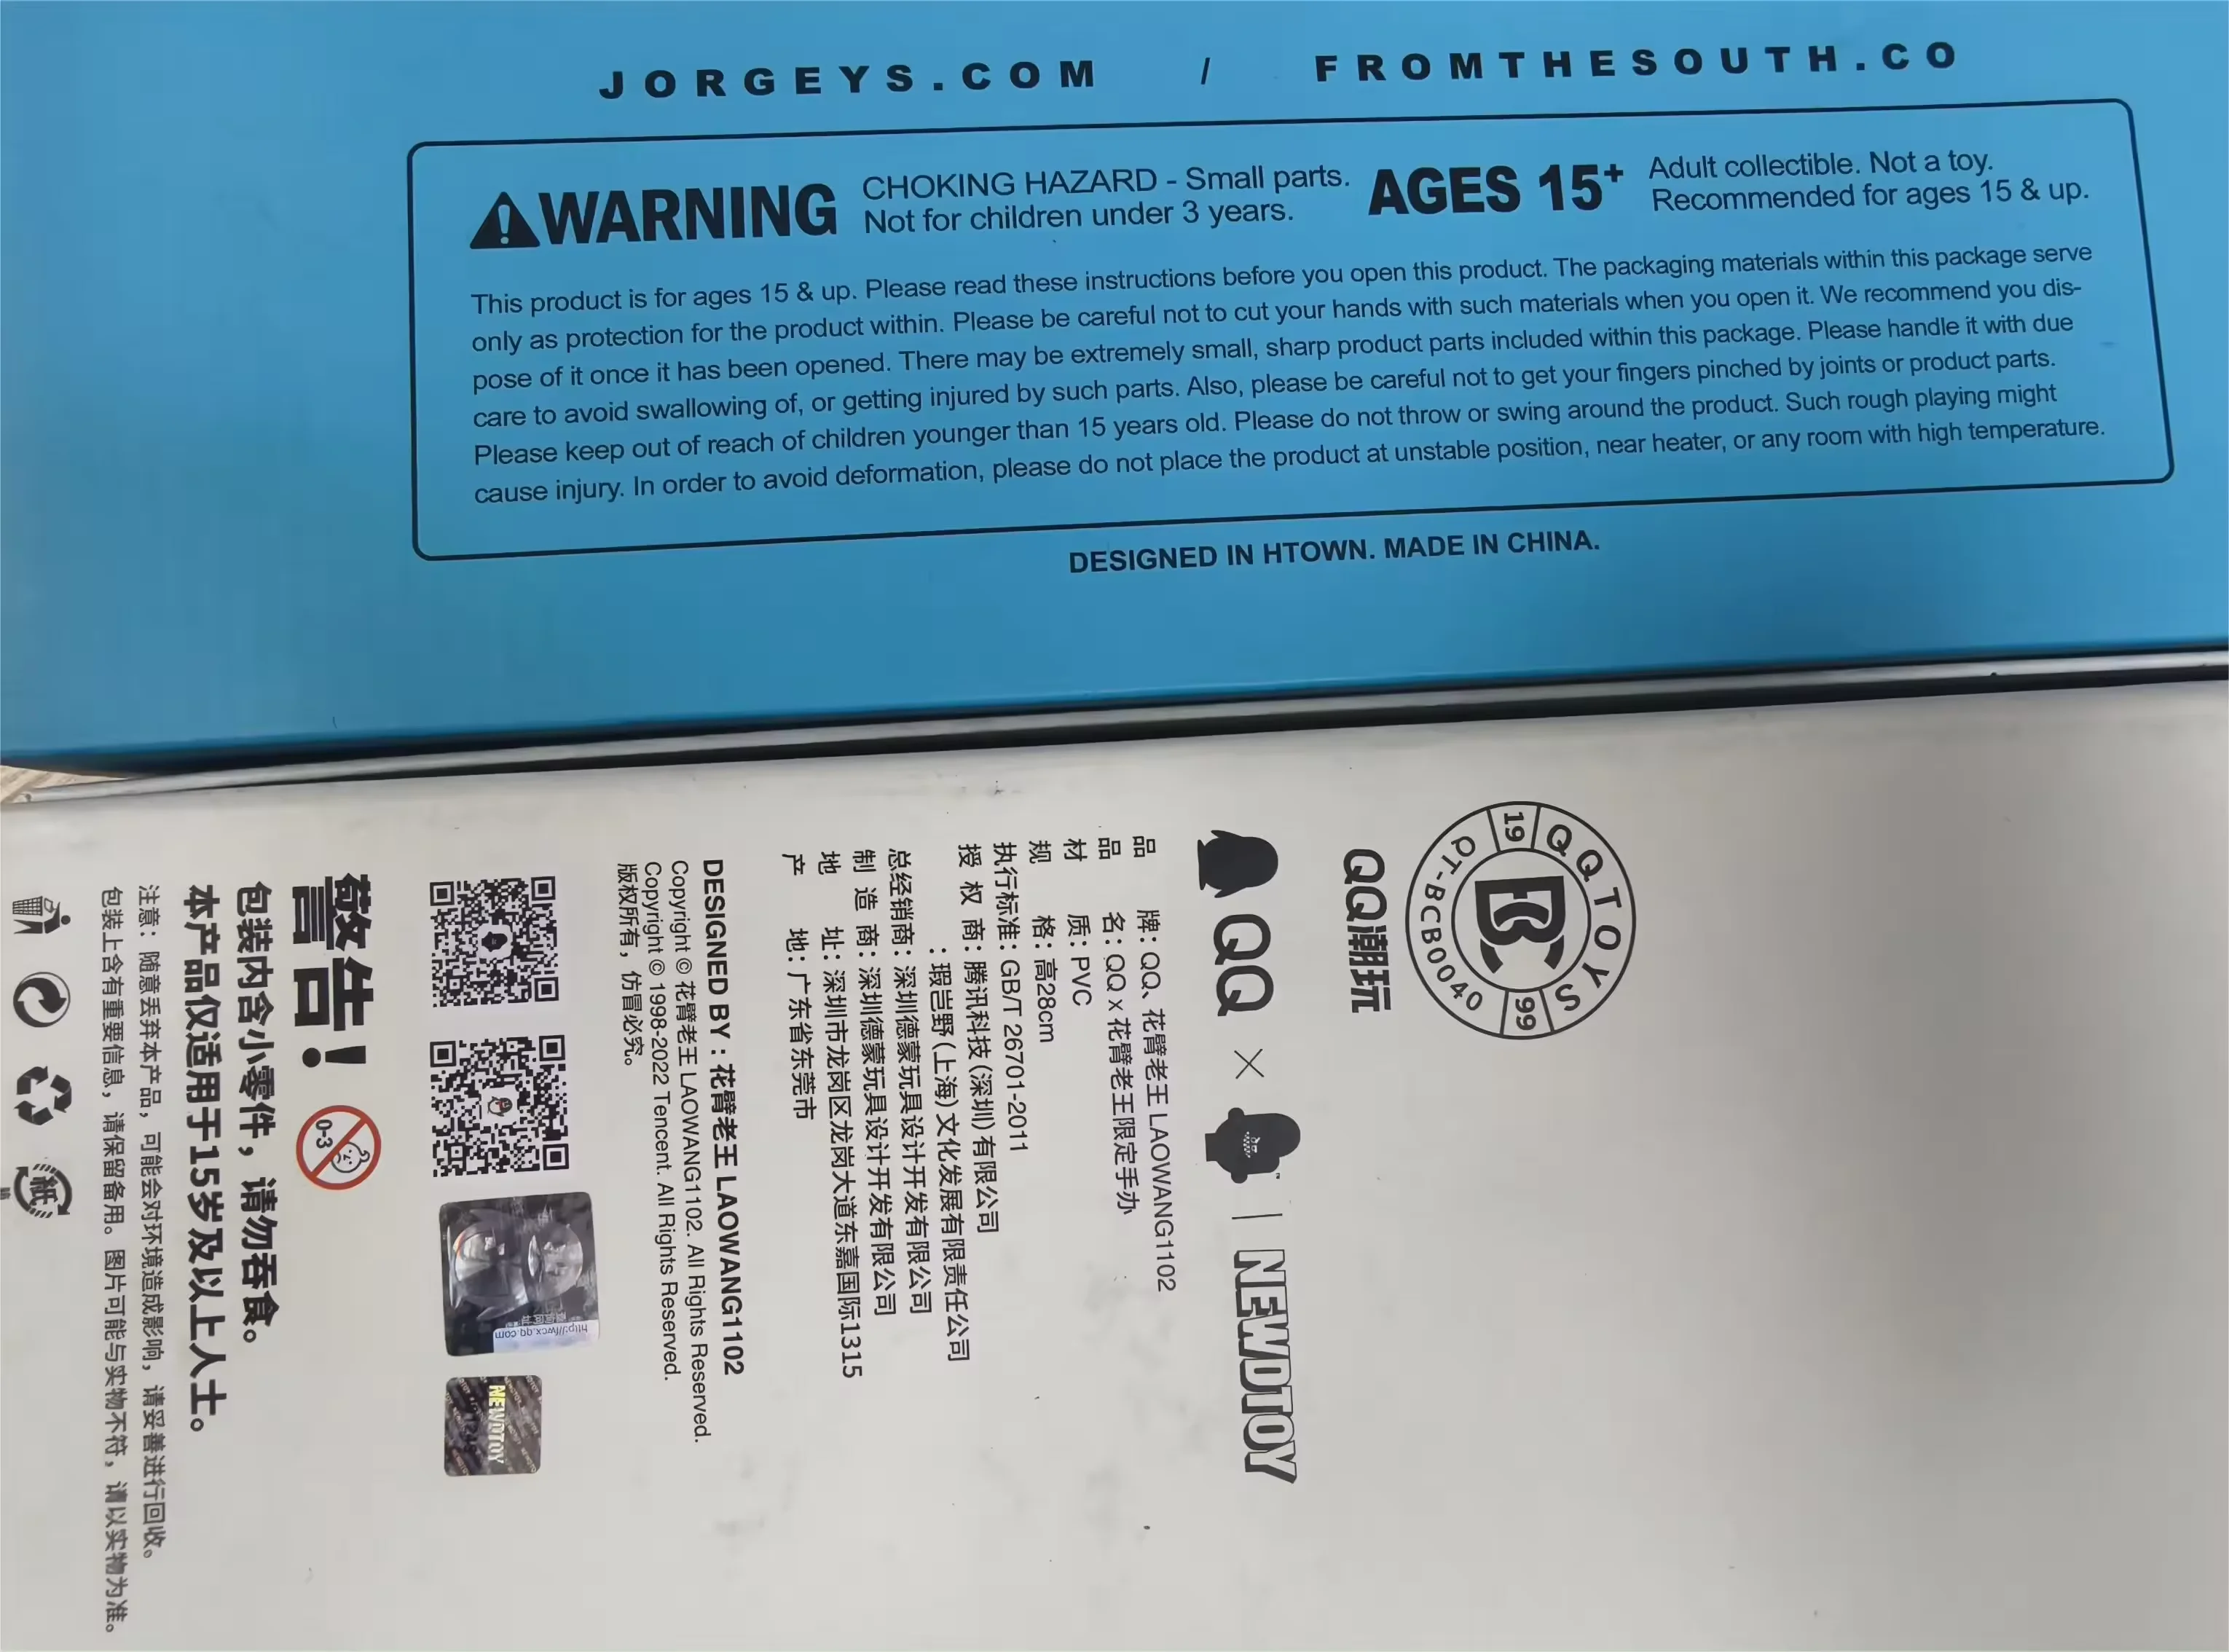 JORGEYS.COM / FROMTHESOUTH.CO
WARNING
CHOKING HAZARD - Small parts.
Not for children under 3 years.
AGES 15+
Adult collectible. Not a toy.
Recommended for ages 15 & up.
This product is for ages 15 & up. Please read these instructions before you open this product. The packaging materials within this package serve
only as protection for the product within. Please be careful not to cut your hands with such materials when you open it. We recommend you dis-
pose of it once it has been opened. There may be extremely small, sharp product parts included within this package. Please handle it with due
care to avoid swallowing of, or getting injured by such parts. Also, please be careful not to get your fingers pinched by joints or product parts.
Please keep out of reach of children younger than 15 years old. Please do not throw or swing around the product. Such rough playing might
cause injury. In order to avoid deformation, please do not place the product at unstable position, near heater, or any room with high temperature.
DESIGNED IN HTOWN. MADE IN CHINA.
QQTOYS
19
99
QT-BCB0040
QQ潮玩
QQ × | NEWDTOY
品牌：QQ、花臂老王 LAOWANG1102
品名：QQ x 花臂老王限定手办
材质：PVC
规格：高28cm
执行标准：GB/T 26701-2011
授权商：腾讯科技（深圳）有限公司
：瑕岂野（上海）文化发展有限责任公司
总经销商：深圳德蒙玩具设计开发有限公司
制造商：深圳德蒙玩具设计开发有限公司
地址：深圳市龙岗区龙岗大道东嘉国际1315
产地：广东省东莞市
DESIGNED BY : 花臂老王 LAOWANG1102
Copyright © 花臂老王 LAOWANG1102. All Rights Reserved.
Copyright © 1998-2022 Tencent. All Rights Reserved.
版权所有，仿冒必究。
http://fwcx.qq.com
NEWDTOY
警告！
0-3
包装内含小零件，请勿吞食。
本产品仅适用于15岁及以上人士。
注意：随意丢弃本产品，可能会对环境造成影响，请妥善进行回收。
包装上含有重要信息，请保留备用。图片可能与实物不符，请以实物为准。
紙